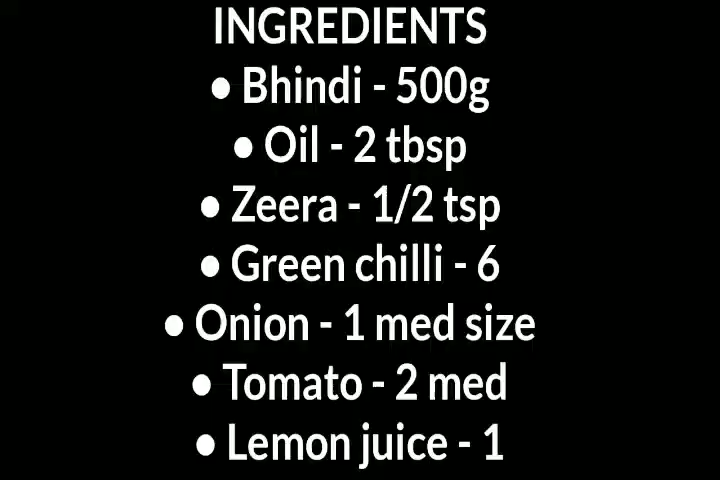 INGREDIENTS
• Bhindi - 500g
• Oil - 2 tbsp
• Zeera - 1/2 tsp
• Green chilli - 6
• Onion - 1 med size
• Tomato - 2 med
• Lemon juice - 1